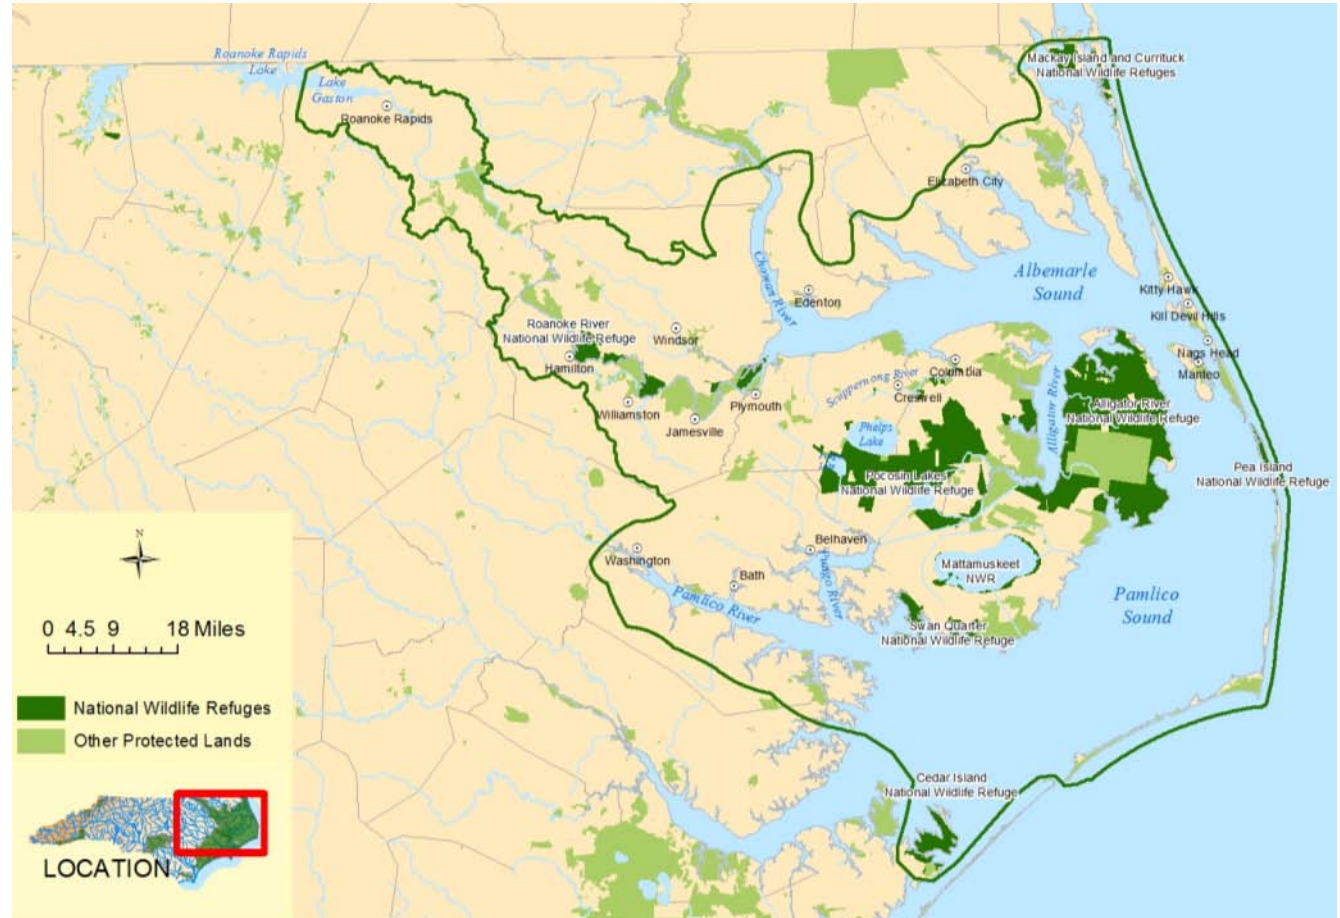 Roanoke Rapids
Lake
Lake
Gaston
Roanoke Rapids
Mackay Island and Currituck
National Wildlife Refuges
Elizabeth City
Chowan River
Albemarle
Sound
Edenton
Kitty Hawk
Kill Devil Hills
Nags Head
Manteo
Roanoke River
National Wildlife Refuge
Hamilton
Windsor
Williamston
Jamesville
Plymouth
Scuppernong River
Columbia
Creswell
Phelps
Lake
Alligator River
Alligator River
National Wildlife Refuge
Pocosin Lakes
National Wildlife Refuge
Pea Island
National Wildlife Refuge
Washington
Bath
Belhaven
Pungo River
Pamlico River
Mattamuskeet
NWR
Swan Quarter
National Wildlife Refuge
Pamlico
Sound
Cedar Island
National Wildlife Refuge
N
0 4.5 9 18 Miles
National Wildlife Refuges
Other Protected Lands
LOCATION